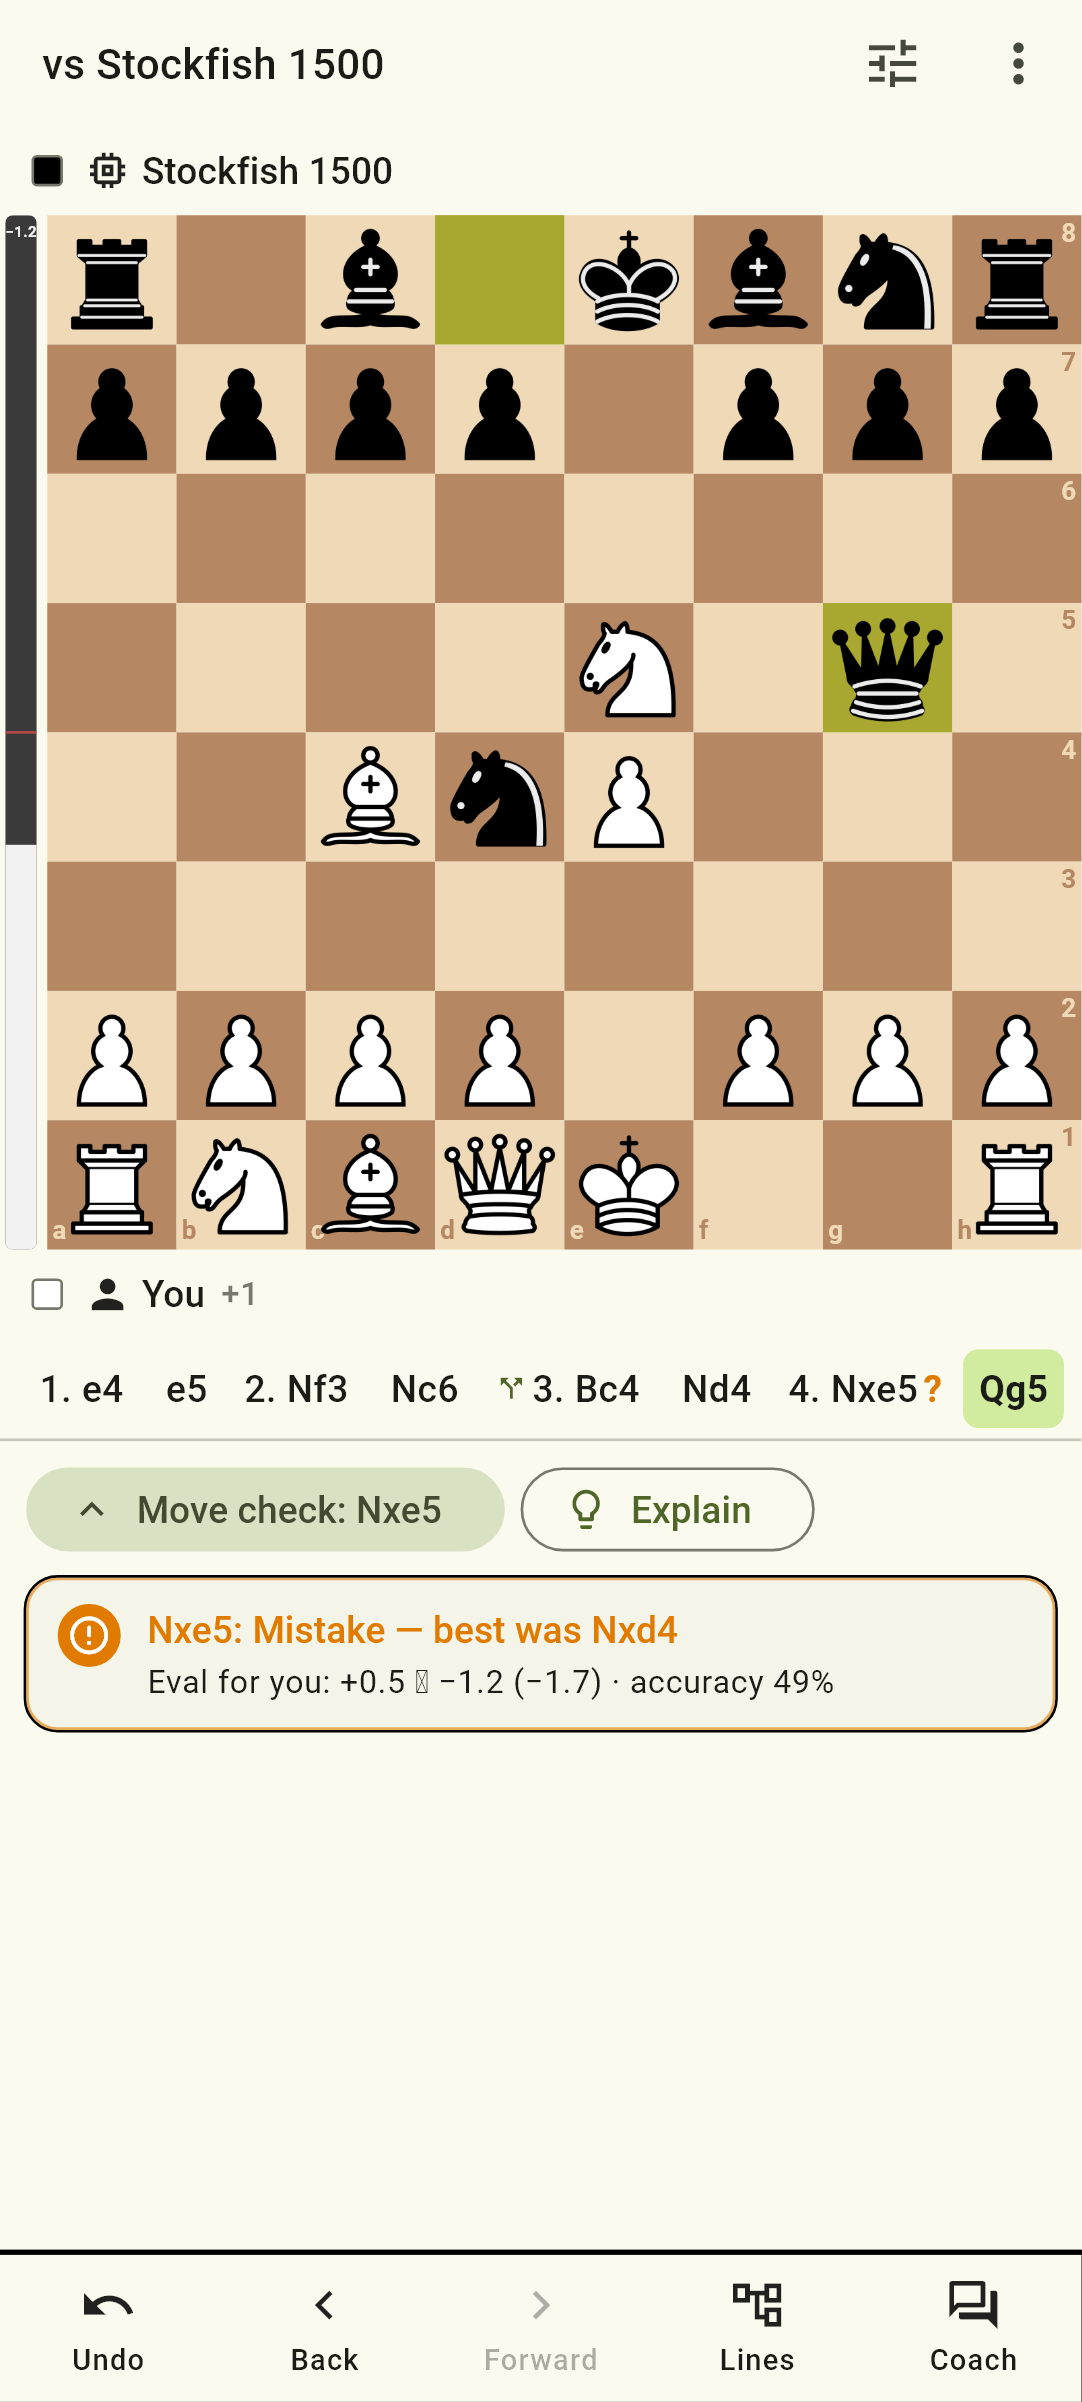 vs Stockfish 1500
Stockfish 1500
−1.2
8
7
6
5
4
3
2
1
a b c d e f g h
You +1
1. e4 e5 2. Nf3 Nc6 3. Bc4 Nd4 4. Nxe5? Qg5
Move check: Nxe5 Explain
Nxe5: Mistake — best was Nxd4
Eval for you: +0.5 −1.2 (−1.7) · accuracy 49%
Undo Back Forward Lines Coach